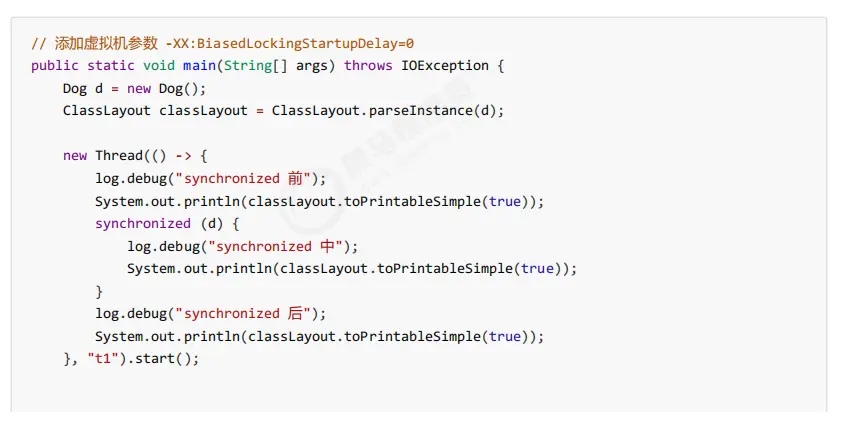 // 添加虚拟机参数 -XX:BiasedLockingStartupDelay=0
public static void main(String[] args) throws IOException {
Dog d = new Dog();
ClassLayout classLayout = ClassLayout.parseInstance(d);
new Thread(() -> {
log.debug("synchronized 前");
System.out.println(classLayout.toPrintableSimple(true));
synchronized (d) {
log.debug("synchronized 中");
System.out.println(classLayout.toPrintableSimple(true));
}
log.debug("synchronized 后");
System.out.println(classLayout.toPrintableSimple(true));
}, "t1").start();